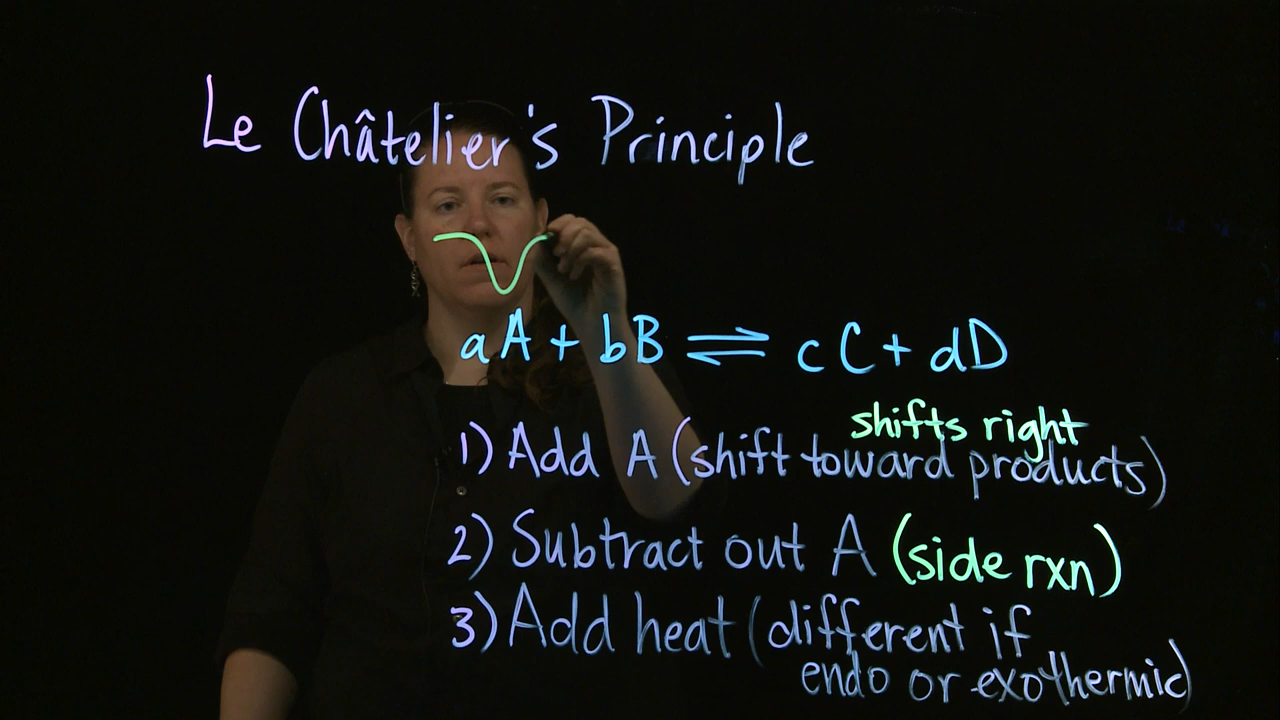 Le Châtelier's Principle
aA + bB ⇌ cC + dD
shifts right
1) Add A (shift toward products)
2) Subtract out A (side rxn)
3) Add heat (different if
endo or exothermic)